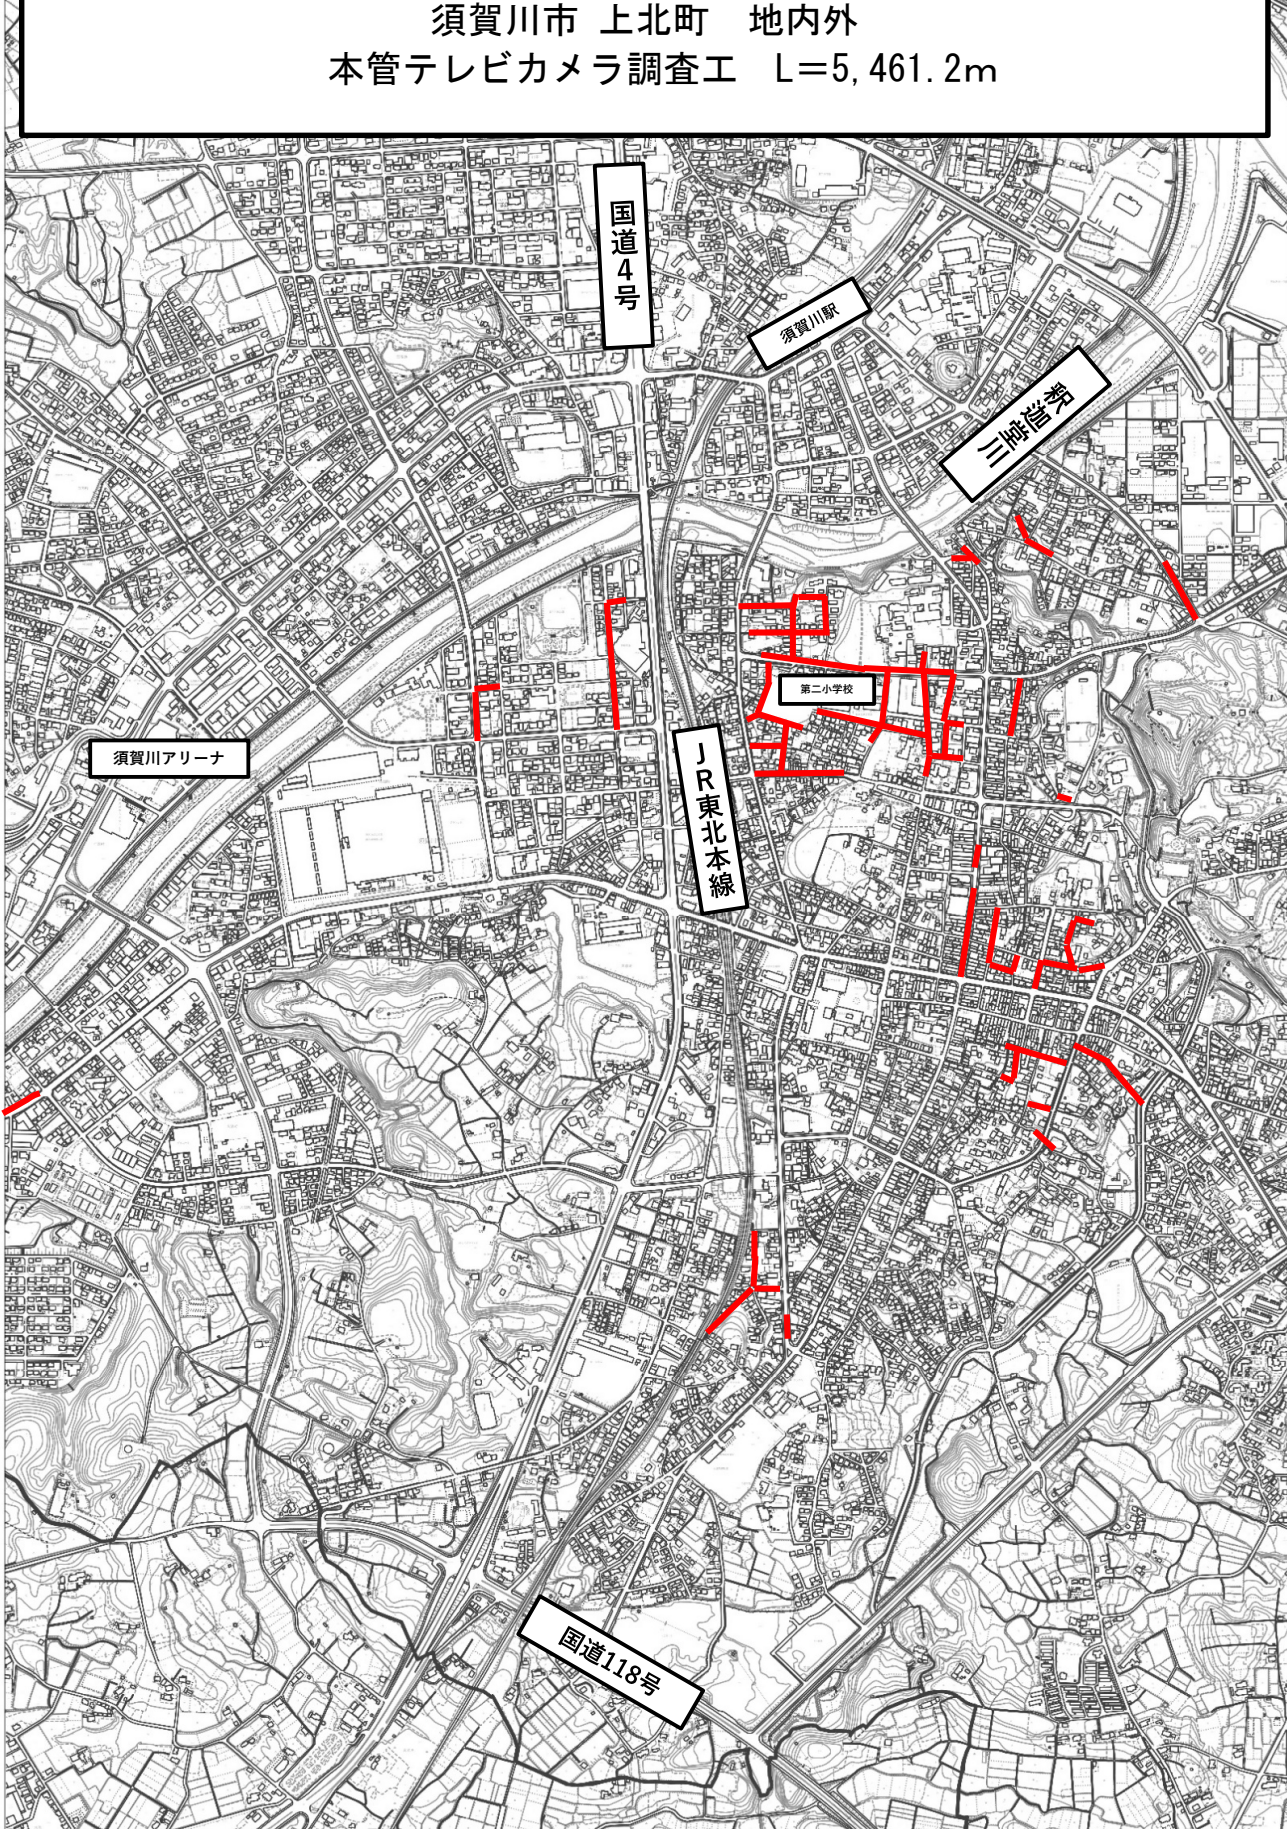 須賀川市 上北町 地内外
本管テレビカメラ調査工 L=5,461.2m
国道4号
須賀川駅
釈迦堂川
第二小学校
須賀川アリーナ
JR東北本線
国道118号